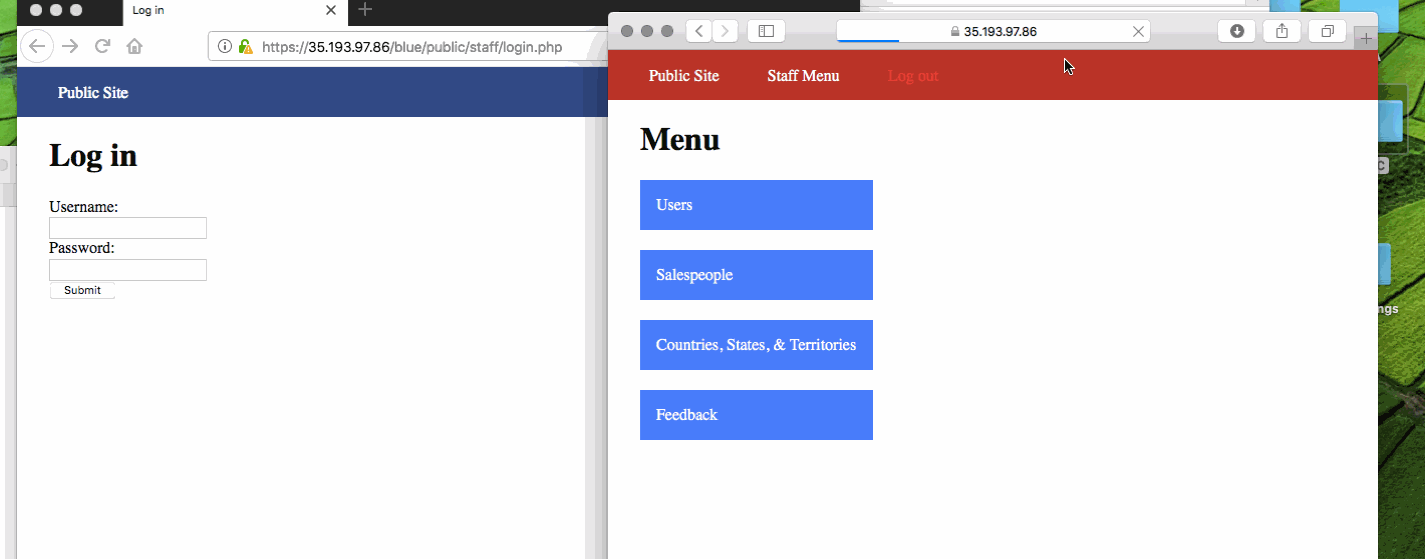 Log in
https://35.193.97.86/blue/public/staff/login.php
Public Site
Log in
Username:
Password:
Submit
35.193.97.86
Public Site Staff Menu Log out
Menu
Users
Salespeople
Countries, States, & Territories
Feedback
C
ngs